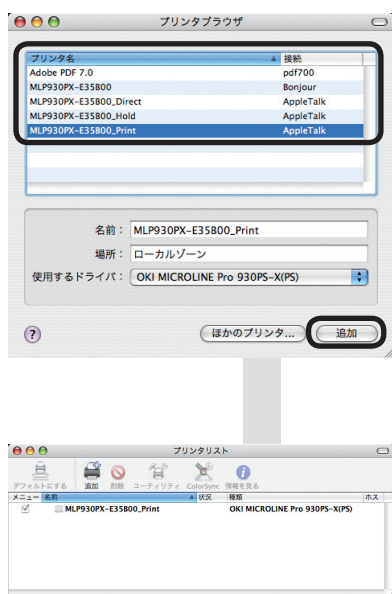 プリンタブラウザ
プリンタ名 接続
Adobe PDF 7.0 pdf700
MLP930PX-E35B00 Bonjour
MLP930PX-E35B00_Direct AppleTalk
MLP930PX-E35B00_Hold AppleTalk
MLP930PX-E35B00_Print AppleTalk
名前： MLP930PX-E35B00_Print
場所： ローカルゾーン
使用するドライバ： OKI MICROLINE Pro 930PS-X(PS)
? ほかのプリンタ... 追加
プリンタリスト
デフォルトにする 追加 削除 ユーティリティ ColorSync 情報を見る
メニュー 名前 状況 種類 ホス
MLP930PX-E35B00_Print OKI MICROLINE Pro 930PS-X(PS)